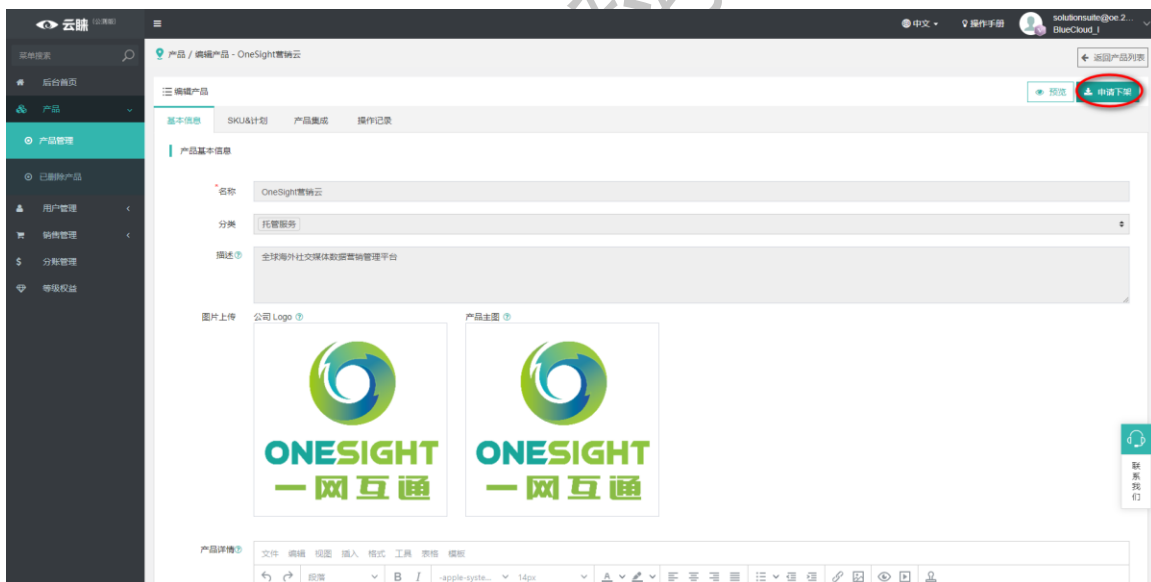 云睐
中文
操作手册
solutionsuite@oe.2...
BlueCloud_I
菜单搜索
产品 / 编辑产品 - OneSight营销云
返回产品列表
后台首页
编辑产品
预览
申请下架
产品
基本信息 SKU&计划 产品集成 操作记录
产品管理
产品基本信息
已删除产品
*名称 OneSight营销云
用户管理
分类 托管服务
销售管理
描述 全球海外社交媒体数据营销管理平台
分账管理
等级权益
图片上传 公司 Logo 产品主图
ONESIGHT ONESIGHT
一网互通 一网互通
联系我们
产品详情 文件 编辑 视图 插入 格式 工具 表格 模板
段落 B I -apple-syste... 14px A